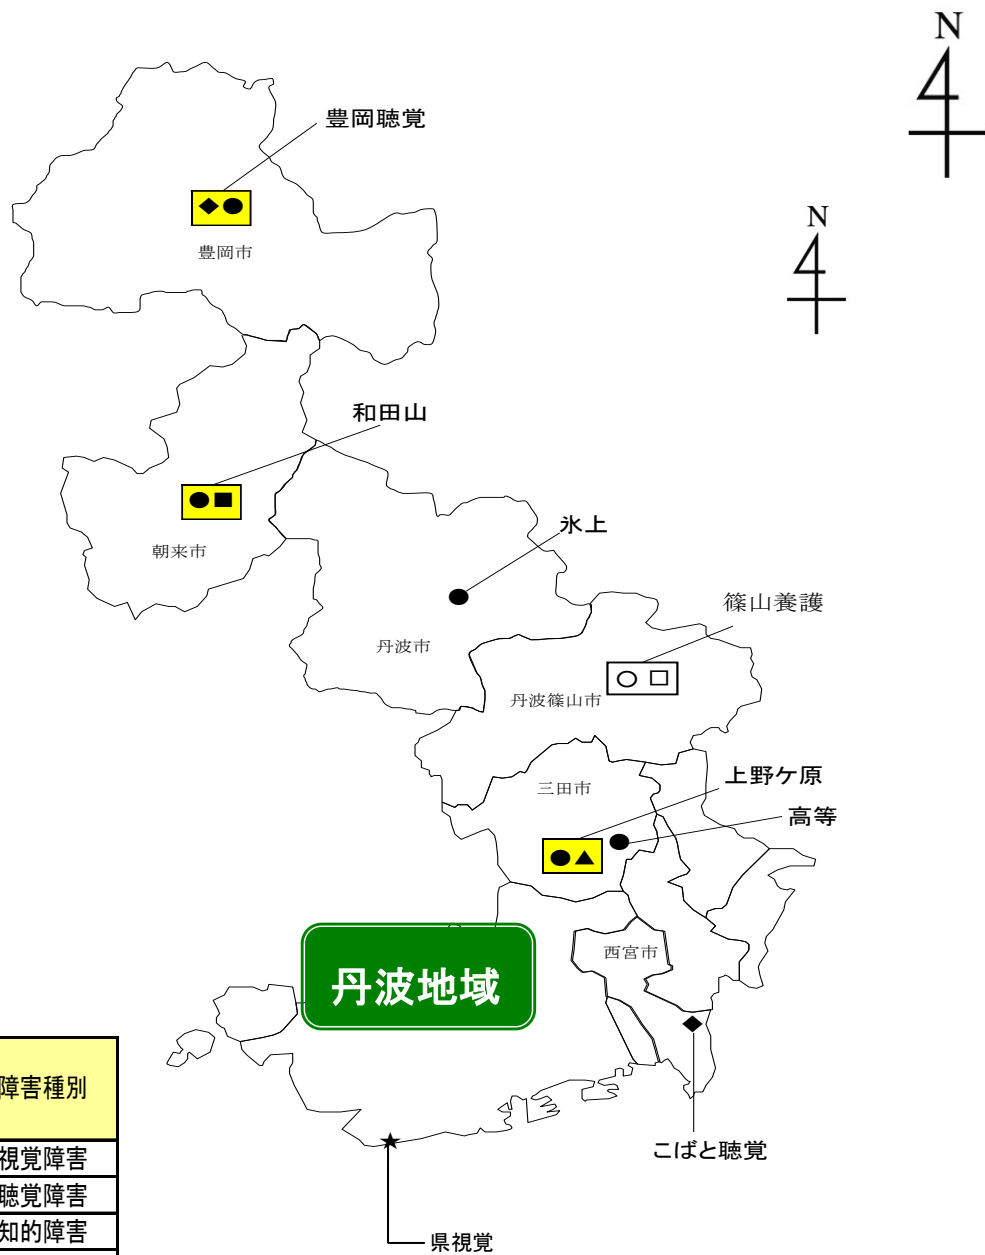 N
豊岡聴覚
N
豊岡市
和田山
氷上
朝来市
篠山養護
丹波市
丹波篠山市
上野ケ原
三田市
高等
西宮市
丹波地域
障害種別
視覚障害
聴覚障害
知的障害
こばと聴覚
県視覚